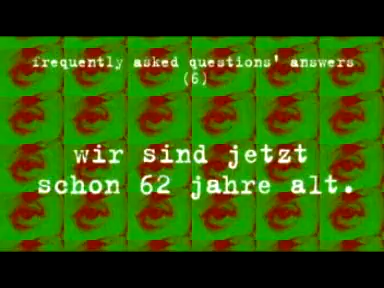 frequently asked questions' answers
(6)
wir sind jetzt
schon 62 jahre alt.